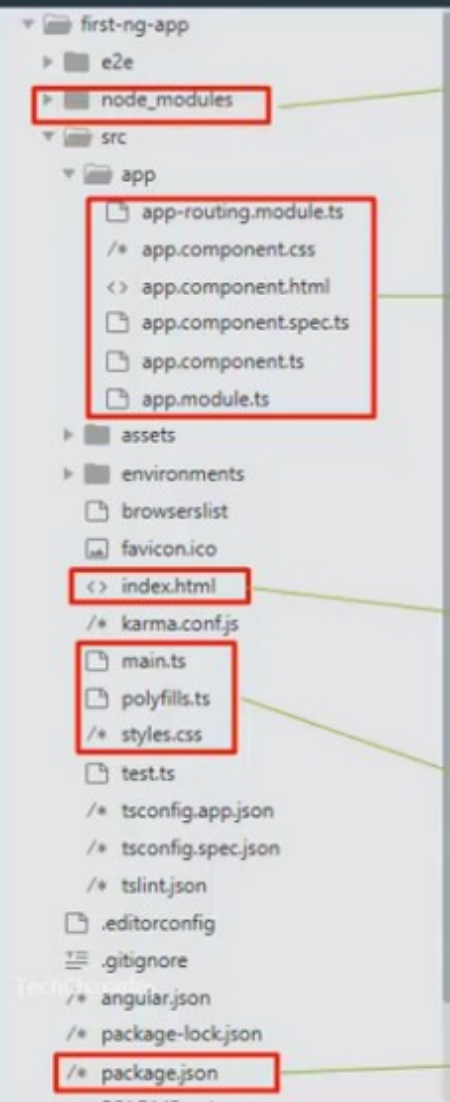 first-ng-app
e2e
node_modules
src
app
app-routing.module.ts
/* app.component.css
<> app.component.html
app.component.spec.ts
app.component.ts
app.module.ts
assets
environments
browserslist
favicon.ico
<> index.html
/* karma.conf.js
main.ts
polyfills.ts
/* styles.css
test.ts
/* tsconfig.app.json
/* tsconfig.spec.json
/* tslint.json
.editorconfig
.gitignore
/* angular.json
/* package-lock.json
/* package.json